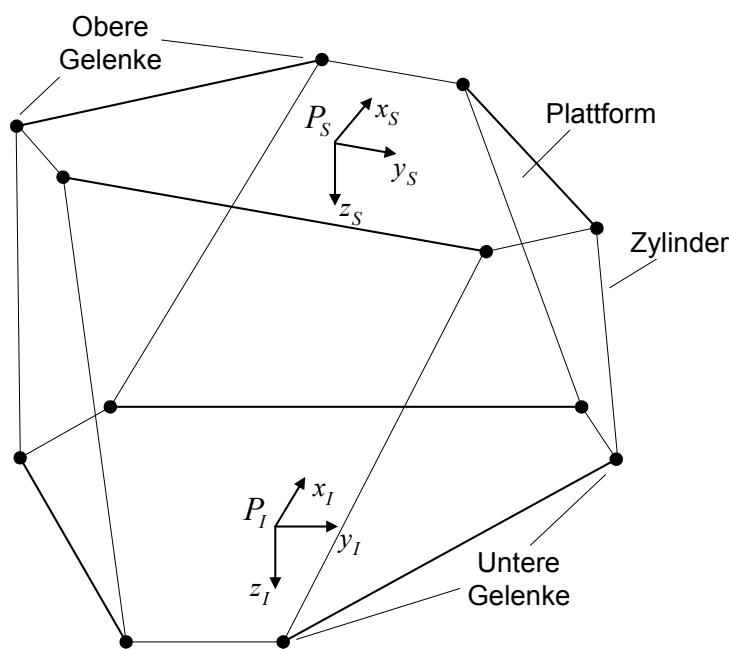 Obere
Gelenke
P_S
x_S
y_S
z_S
Plattform
Zylinder
P_I
x_I
y_I
z_I
Untere
Gelenke